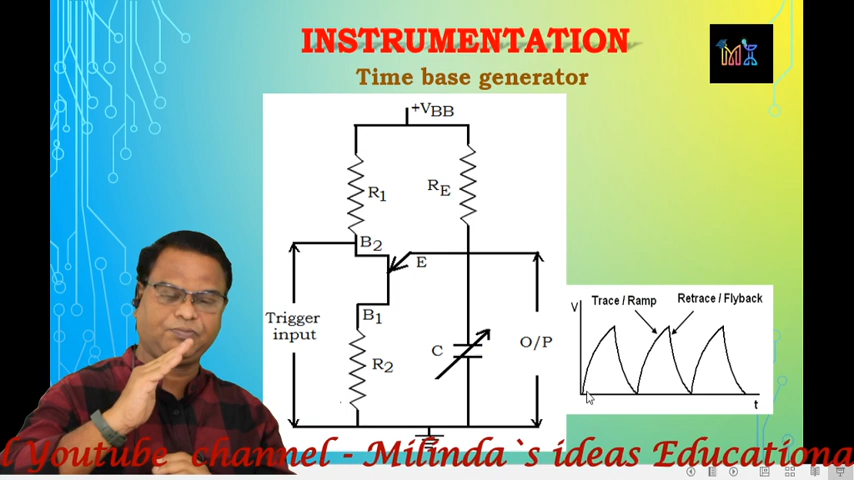 INSTRUMENTATION
MI
Time base generator
+VBB
R1
RE
B2
E
Trigger
input
B1
R2
C
O/P
V
Trace / Ramp
Retrace / Flyback
t
l Youtube channel - Milinda`s ideas Educationa